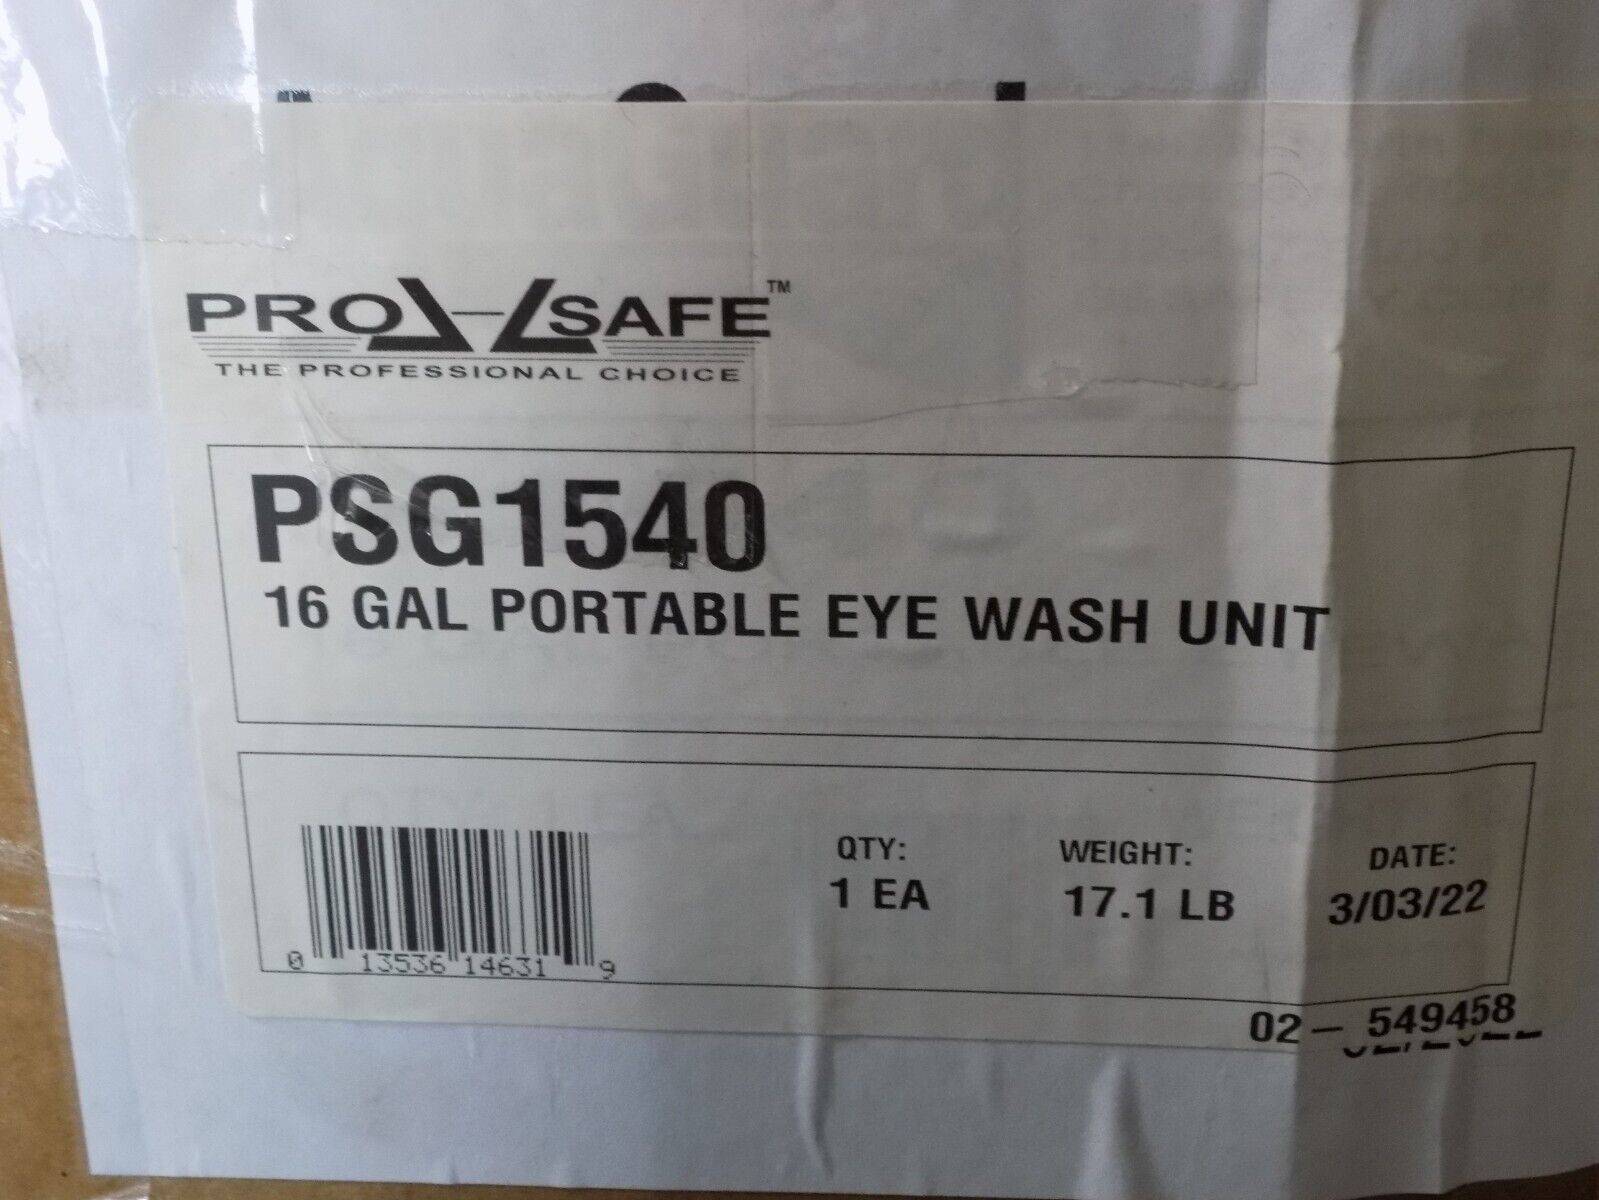 PRO SAFE™
THE PROFESSIONAL CHOICE
PSG1540
16 GAL PORTABLE EYE WASH UNIT
QTY: WEIGHT: DATE:
1 EA 17.1 LB 3/03/22
0 13536 14631 9
02- 549458